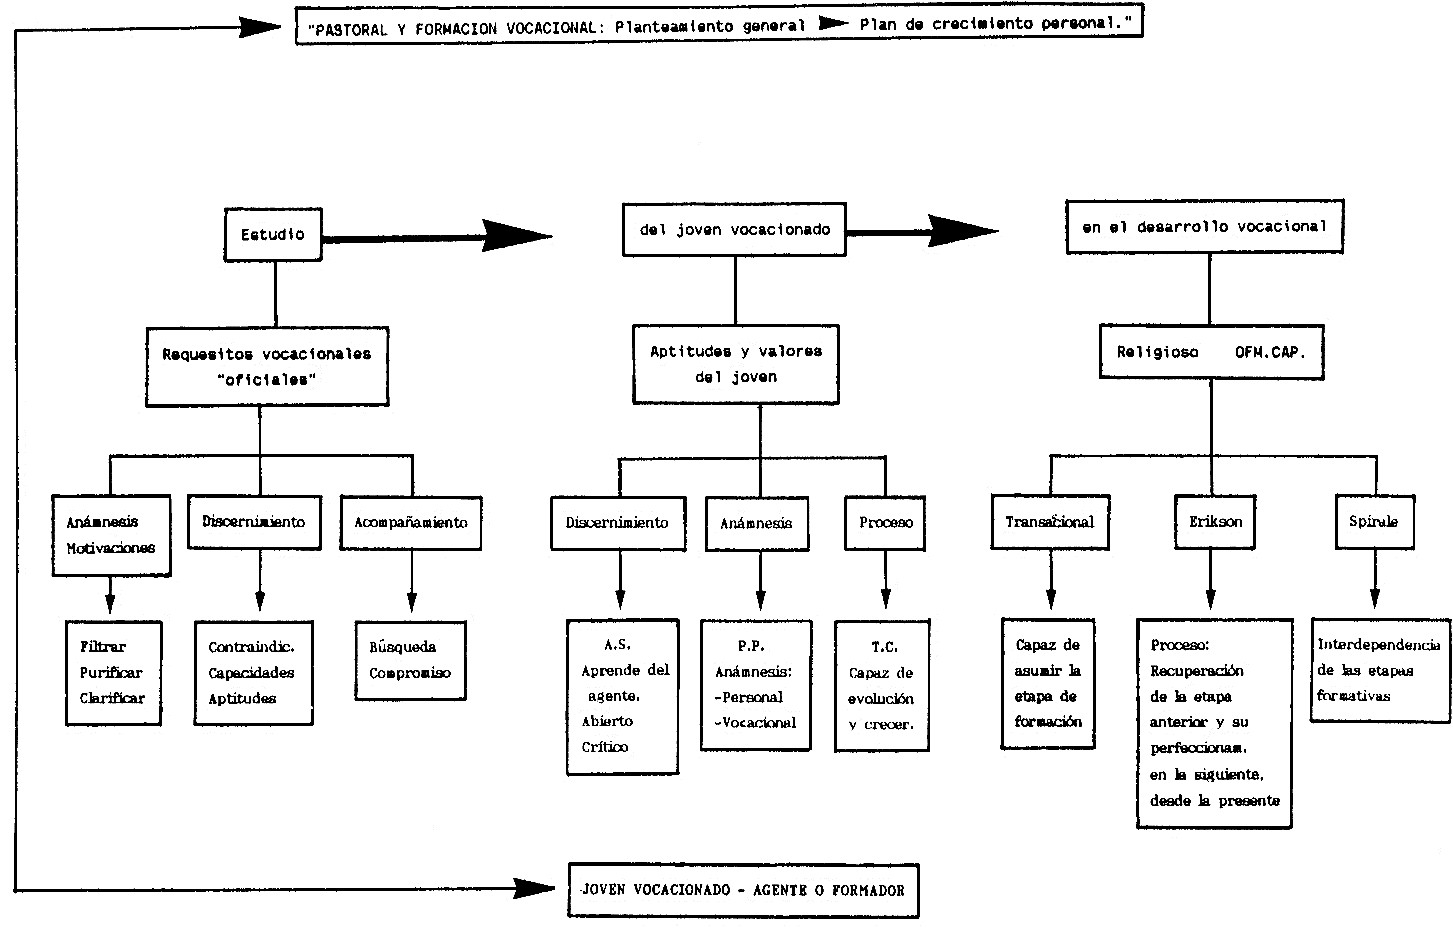 "PASTORAL Y FORMACION VOCACIONAL: Planteamiento general Plan de crecimiento personal."
Estudio
del joven vocacionado
en el desarrollo vocacional
Requesitos vocacionales
"oficiales"
Aptitudes y valores
del joven
Religioso OFM.CAP.
Anámnesis
Motivaciones
Discernimiento
Acompañamiento
Discernimiento
Anámnesis
Proceso
Transacional
Erikson
Spirale
Filtrar
Purificar
Clarificar
Contraindic.
Capacidades
Aptitudes
Búsqueda
Compromiso
A.S.
Aprende del
agente.
Abierto
Crítico
P.P.
Anámnesis:
-Personal
-Vocacional
T.C.
Capaz de
evolución
y crecer.
Capaz de
asumir la
etapa de
formación
Proceso:
Recuperación
de la etapa
anterior y su
perfeccionam.
en la siguiente,
desde la presente
Interdependencia
de las etapas
formativas
JOVEN VOCACIONADO - AGENTE O FORMADOR